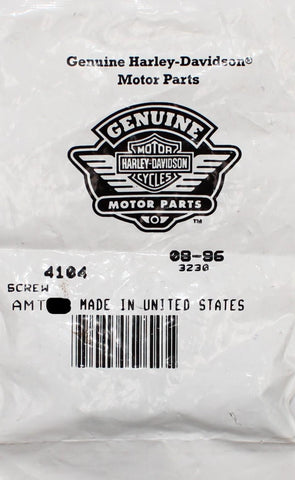 Genuine Harley-Davidson®
Motor Parts
GENUINE
MOTOR
HARLEY-DAVIDSON
CYCLES
MOTOR PARTS
TM
08-96
4104
3230
SCREW
AMT MADE IN UNITED STATES